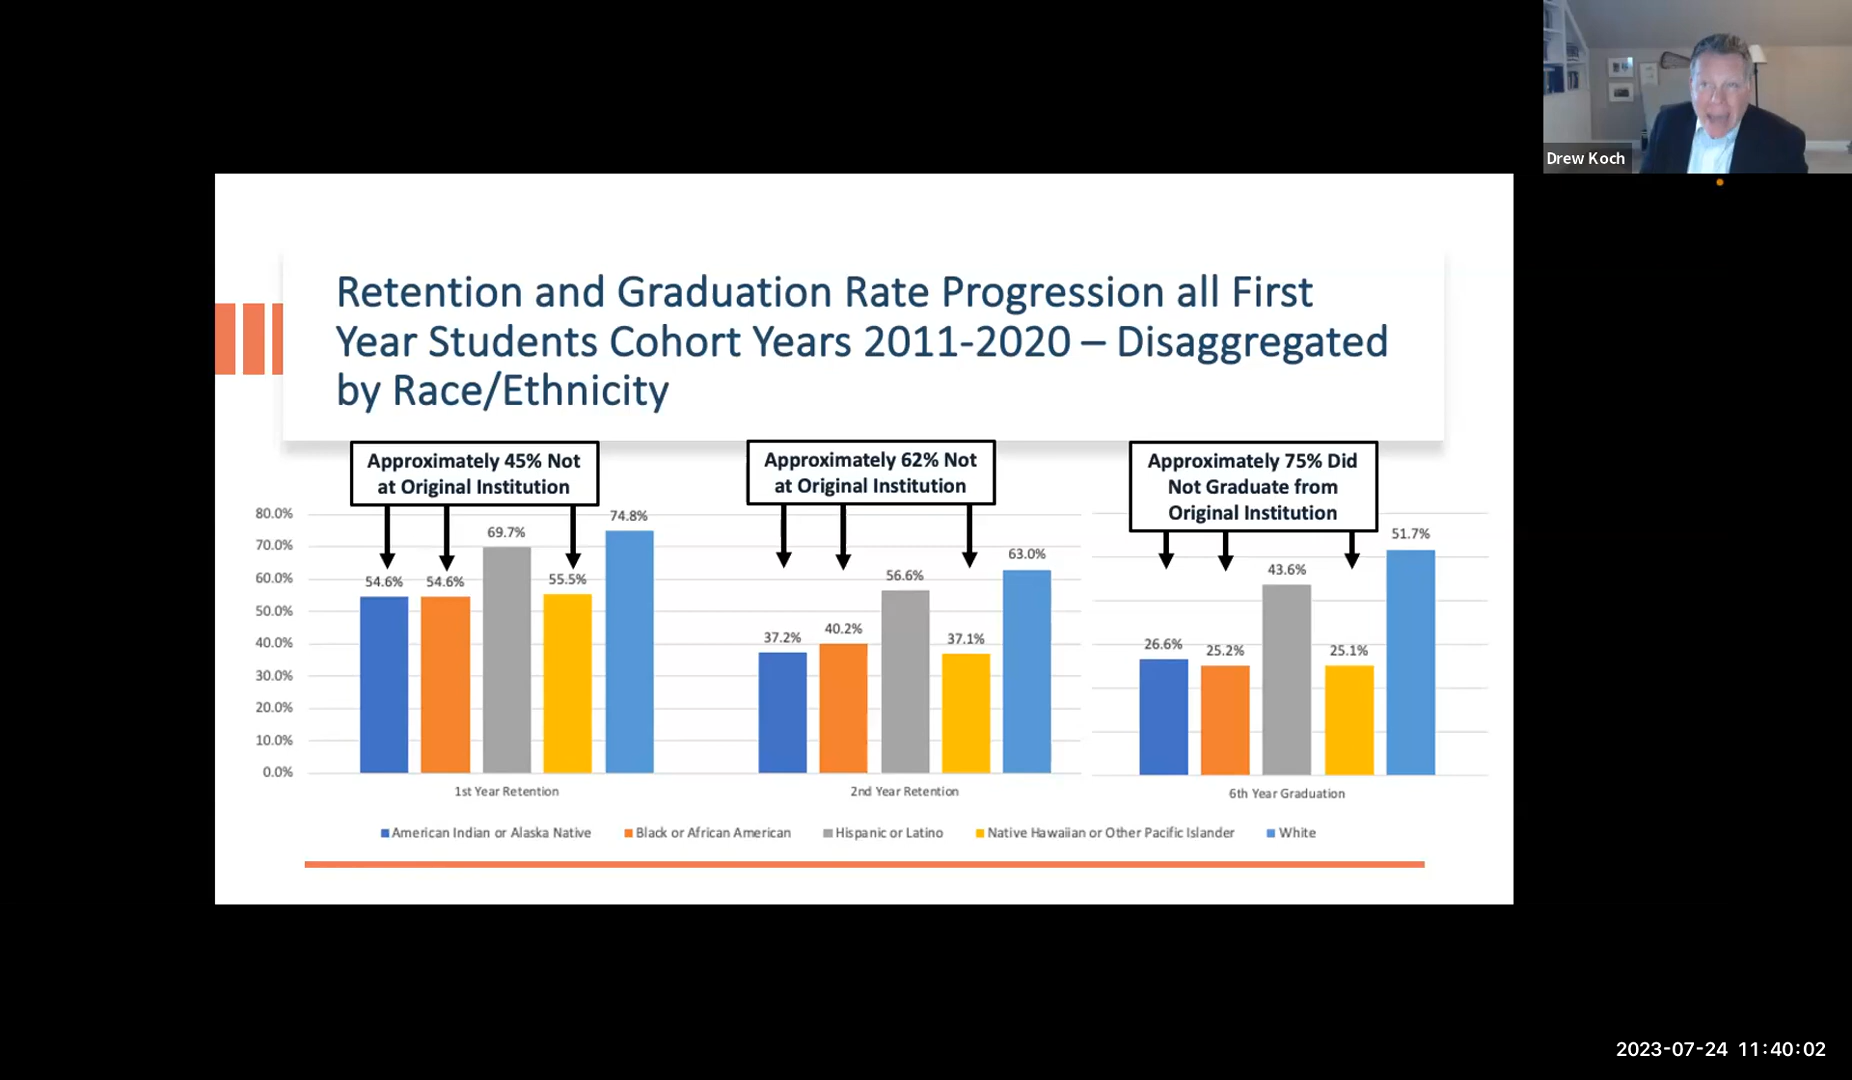 Drew Koch
Retention and Graduation Rate Progression all First
Year Students Cohort Years 2011-2020 – Disaggregated
by Race/Ethnicity
Approximately 45% Not
at Original Institution
Approximately 62% Not
at Original Institution
Approximately 75% Did
Not Graduate from
Original Institution
80.0%
70.0%
60.0%
50.0%
40.0%
30.0%
20.0%
10.0%
0.0%
54.6%
54.6%
69.7%
55.5%
74.8%
37.2%
40.2%
56.6%
37.1%
63.0%
26.6%
25.2%
43.6%
25.1%
51.7%
1st Year Retention
2nd Year Retention
6th Year Graduation
American Indian or Alaska Native
Black or African American
Hispanic or Latino
Native Hawaiian or Other Pacific Islander
White
2023-07-24 11:40:02